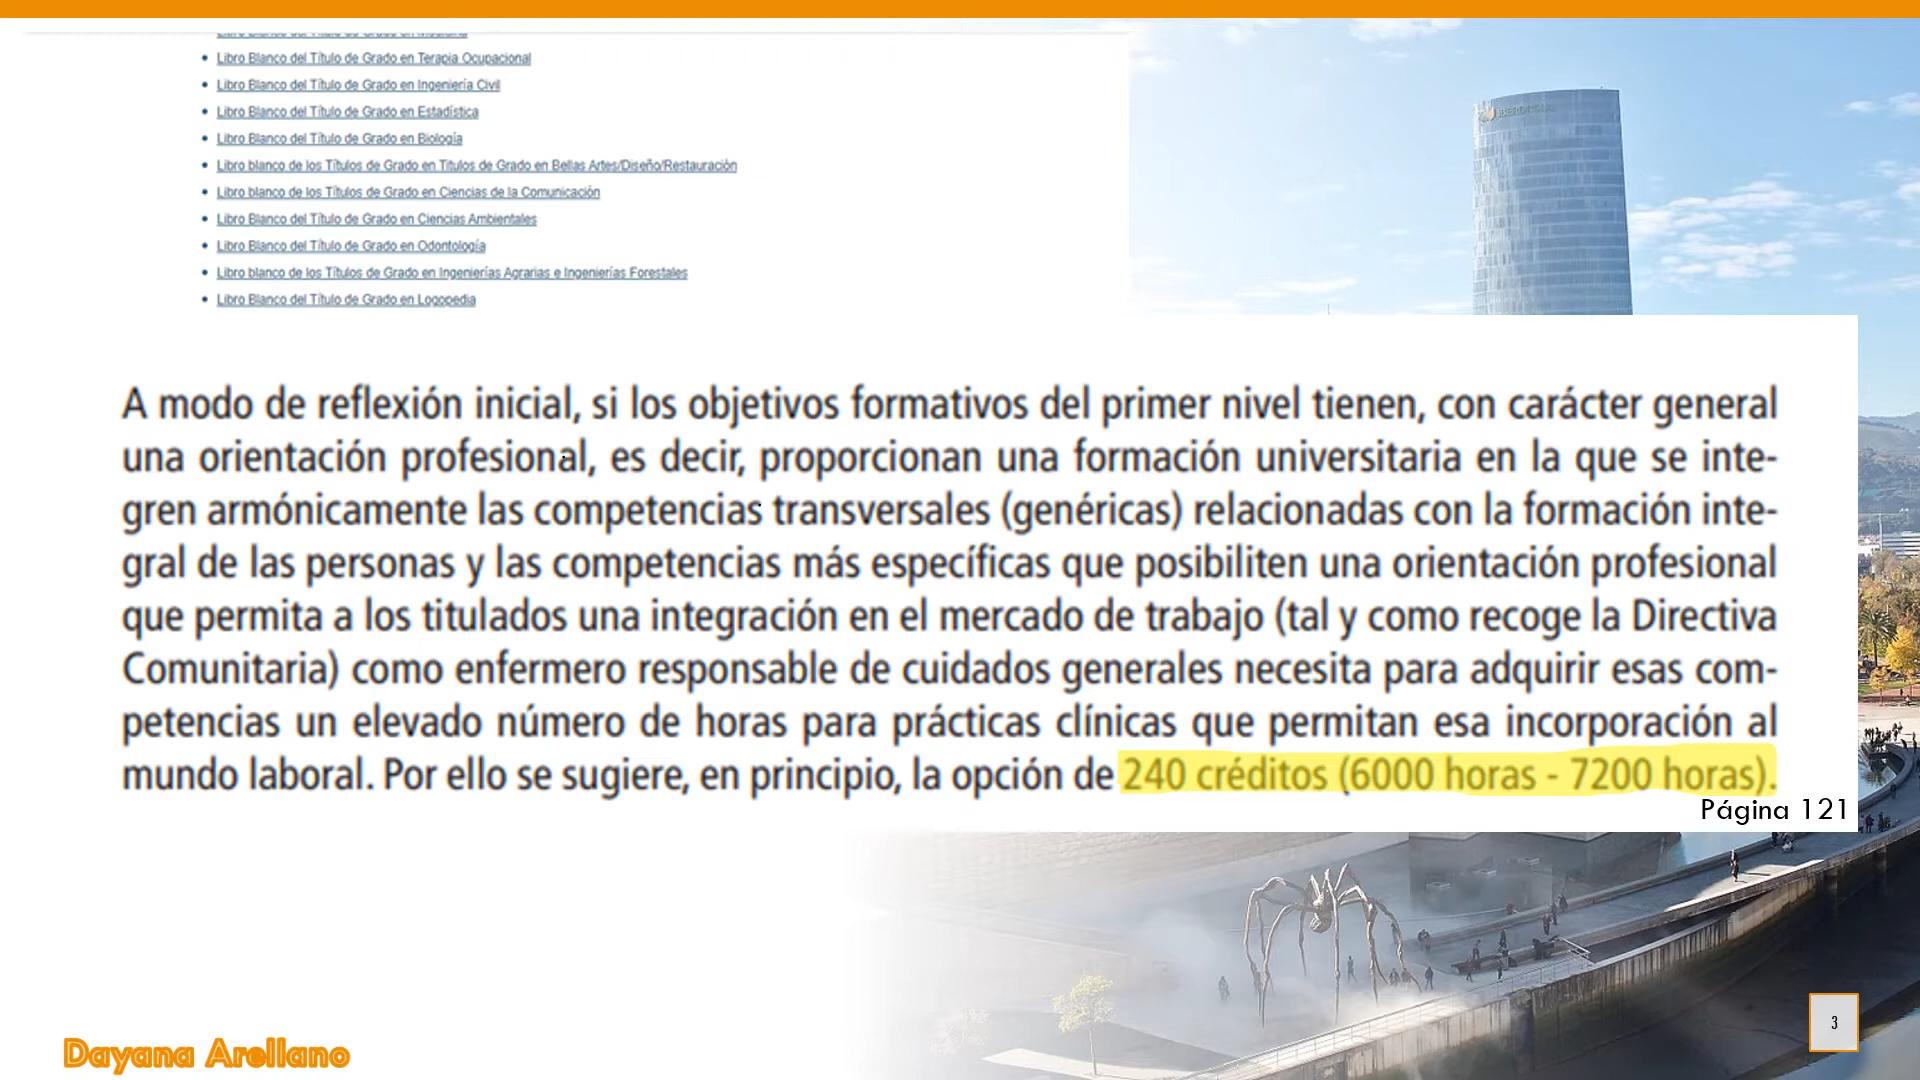 Libro Blanco del Título de Grado en Medicina
• Libro Blanco del Título de Grado en Terapia Ocupacional
• Libro Blanco del Título de Grado en Ingeniería Civil
• Libro Blanco del Título de Grado en Estadística
• Libro Blanco del Título de Grado en Biología
• Libro blanco de los Títulos de Grado en Titulos de Grado en Bellas Artes/Diseño/Restauración
• Libro blanco de los Títulos de Grado en Ciencias de la Comunicación
• Libro Blanco del Título de Grado en Ciencias Ambientales
• Libro Blanco del Título de Grado en Odontología
• Libro blanco de los Títulos de Grado en Ingenierías Agrarias e Ingenierías Forestales
• Libro Blanco del Título de Grado en Logopedia
IBERDROLA
A modo de reflexión inicial, si los objetivos formativos del primer nivel tienen, con carácter general
una orientación profesional, es decir, proporcionan una formación universitaria en la que se inte-
gren armónicamente las competencias transversales (genéricas) relacionadas con la formación inte-
gral de las personas y las competencias más específicas que posibiliten una orientación profesional
que permita a los titulados una integración en el mercado de trabajo (tal y como recoge la Directiva
Comunitaria) como enfermero responsable de cuidados generales necesita para adquirir esas com-
petencias un elevado número de horas para prácticas clínicas que permitan esa incorporación al
mundo laboral. Por ello se sugiere, en principio, la opción de 240 créditos (6000 horas - 7200 horas).
Página 121
Dayana Arellano
3